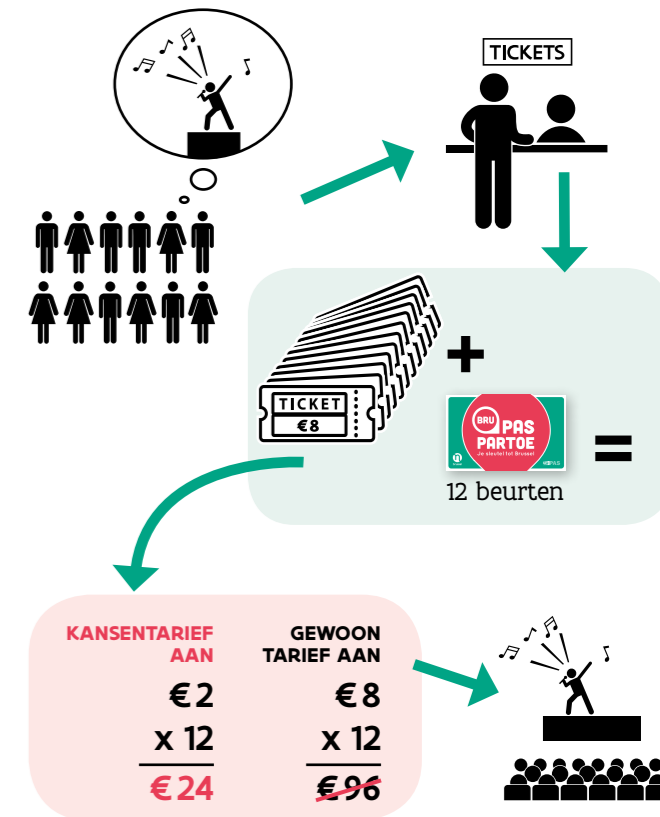 TICKETS
TICKET
€8
BRU
PAS
PARTOE
Je sleutel tot Brussel
n
PAS
12 beurten
KANSENTARIEF
AAN
€2
x 12
€24
GEWOON
TARIEF AAN
€8
x 12
€96